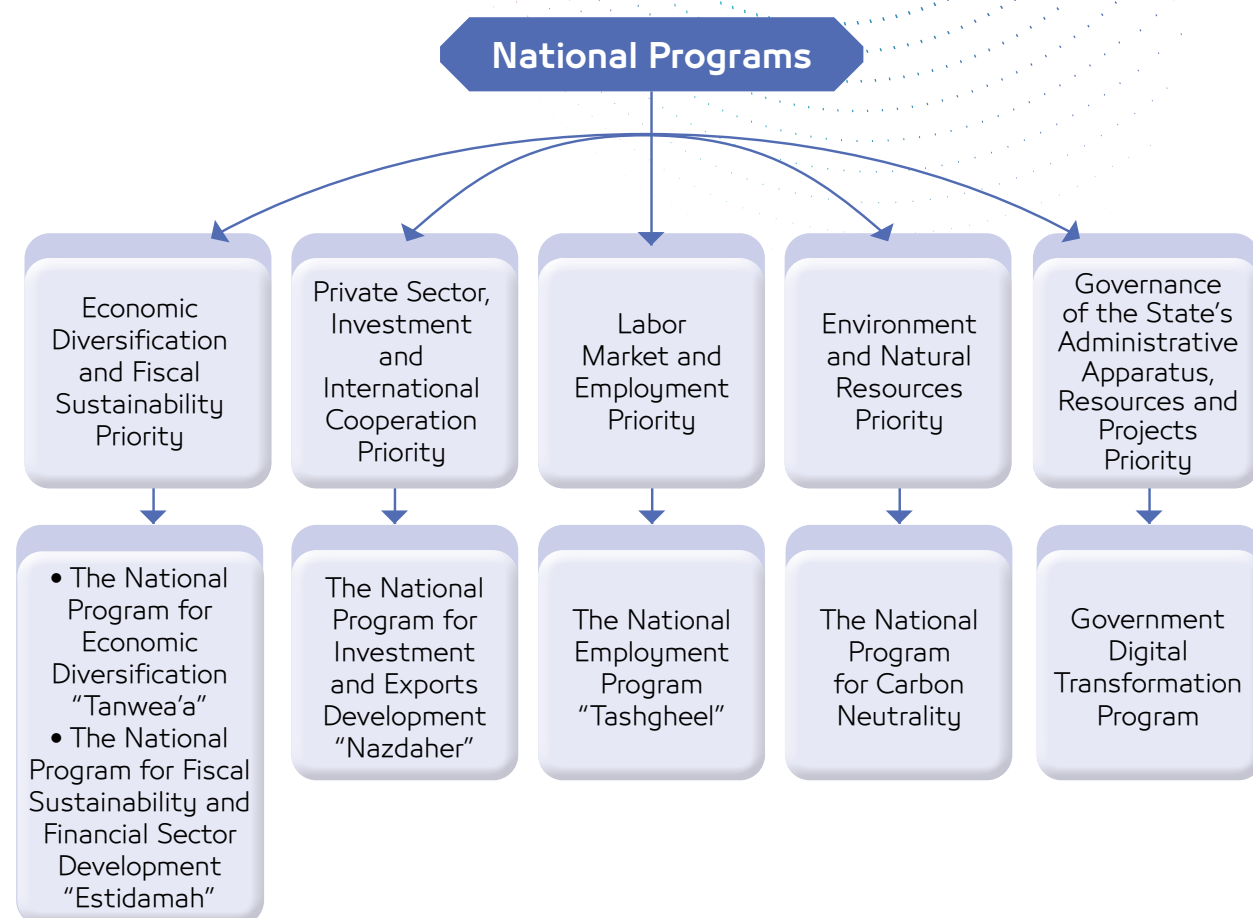 National Programs
Economic
Diversification
and Fiscal
Sustainability
Priority
Private Sector,
Investment
and
International
Cooperation
Priority
Labor
Market and
Employment
Priority
Environment
and Natural
Resources
Priority
Governance
of the State’s
Administrative
Apparatus,
Resources and
Projects
Priority
• The National
Program for
Economic
Diversification
“Tanwea’a”
• The National
Program for Fiscal
Sustainability and
Financial Sector
Development
“Estidamah”
The National
Program for
Investment
and Exports
Development
“Nazdaher”
The National
Employment
Program
“Tashgheel”
The National
Program
for Carbon
Neutrality
Government
Digital
Transformation
Program